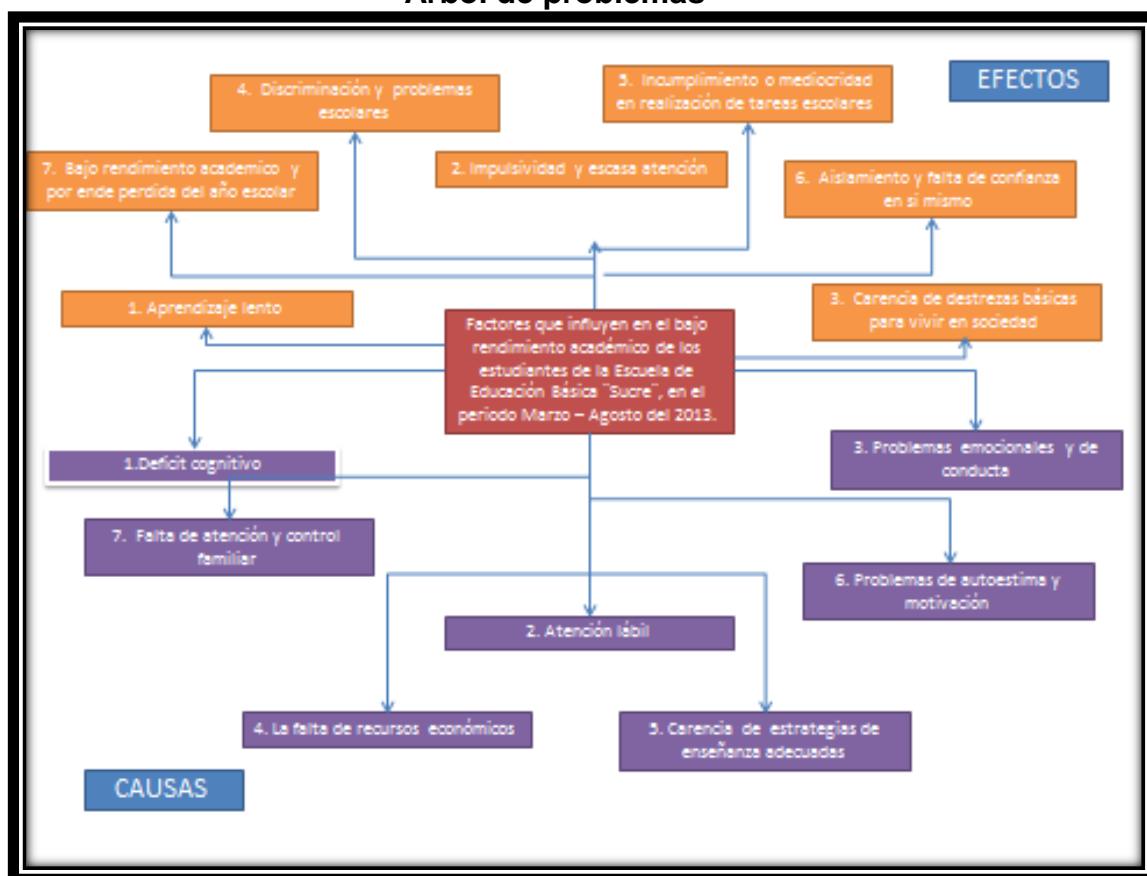 Árbol de problemas
EFECTOS
4. Discriminación y problemas
escolares
5. Incumplimiento o mediocridad
en realización de tareas escolares
7. Bajo rendimiento academico y
por ende perdida del año escolar
2. Impulsividad y escasa atención
6. Aislamiento y falta de confianza
en si mismo
1. Aprendizaje lento
3. Carencia de destrezas básicas
para vivir en sociedad
Factores que influyen en el bajo
rendimiento académico de los
estudiantes de la Escuela de
Educación Básica ¨Sucre¨, en el
periodo Marzo – Agosto del 2013.
1.Deficit cognitivo
3. Problemas emocionales y de
conducta
7. Falta de atención y control
familiar
6. Problemas de autoestima y
motivación
2. Atención lábil
4. La falta de recursos económicos
5. Carencia de estrategias de
enseñanza adecuadas
CAUSAS